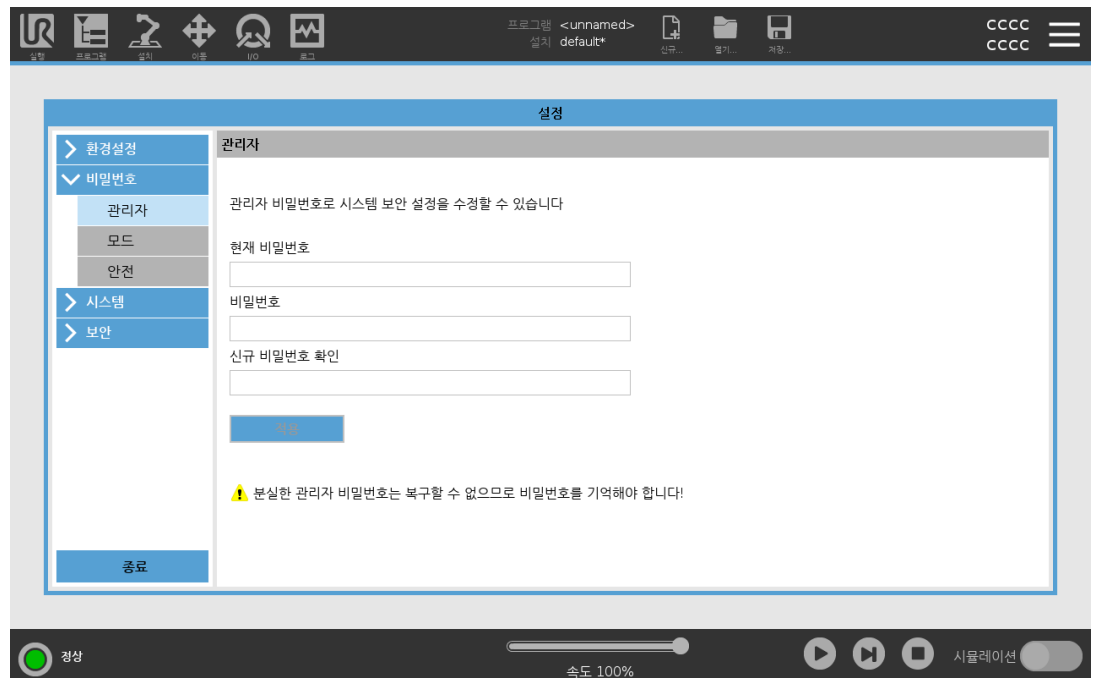 UR
실행
프로그램
설치
이동
I/O
로그
프로그램 <unnamed>
설치 default*
신규...
열기...
저장...
cccc
cccc
설정
환경설정
비밀번호
관리자
모드
안전
시스템
보안
종료
관리자
관리자 비밀번호로 시스템 보안 설정을 수정할 수 있습니다
현재 비밀번호
비밀번호
신규 비밀번호 확인
적용
분실한 관리자 비밀번호는 복구할 수 없으므로 비밀번호를 기억해야 합니다!
정상
속도 100%
시뮬레이션